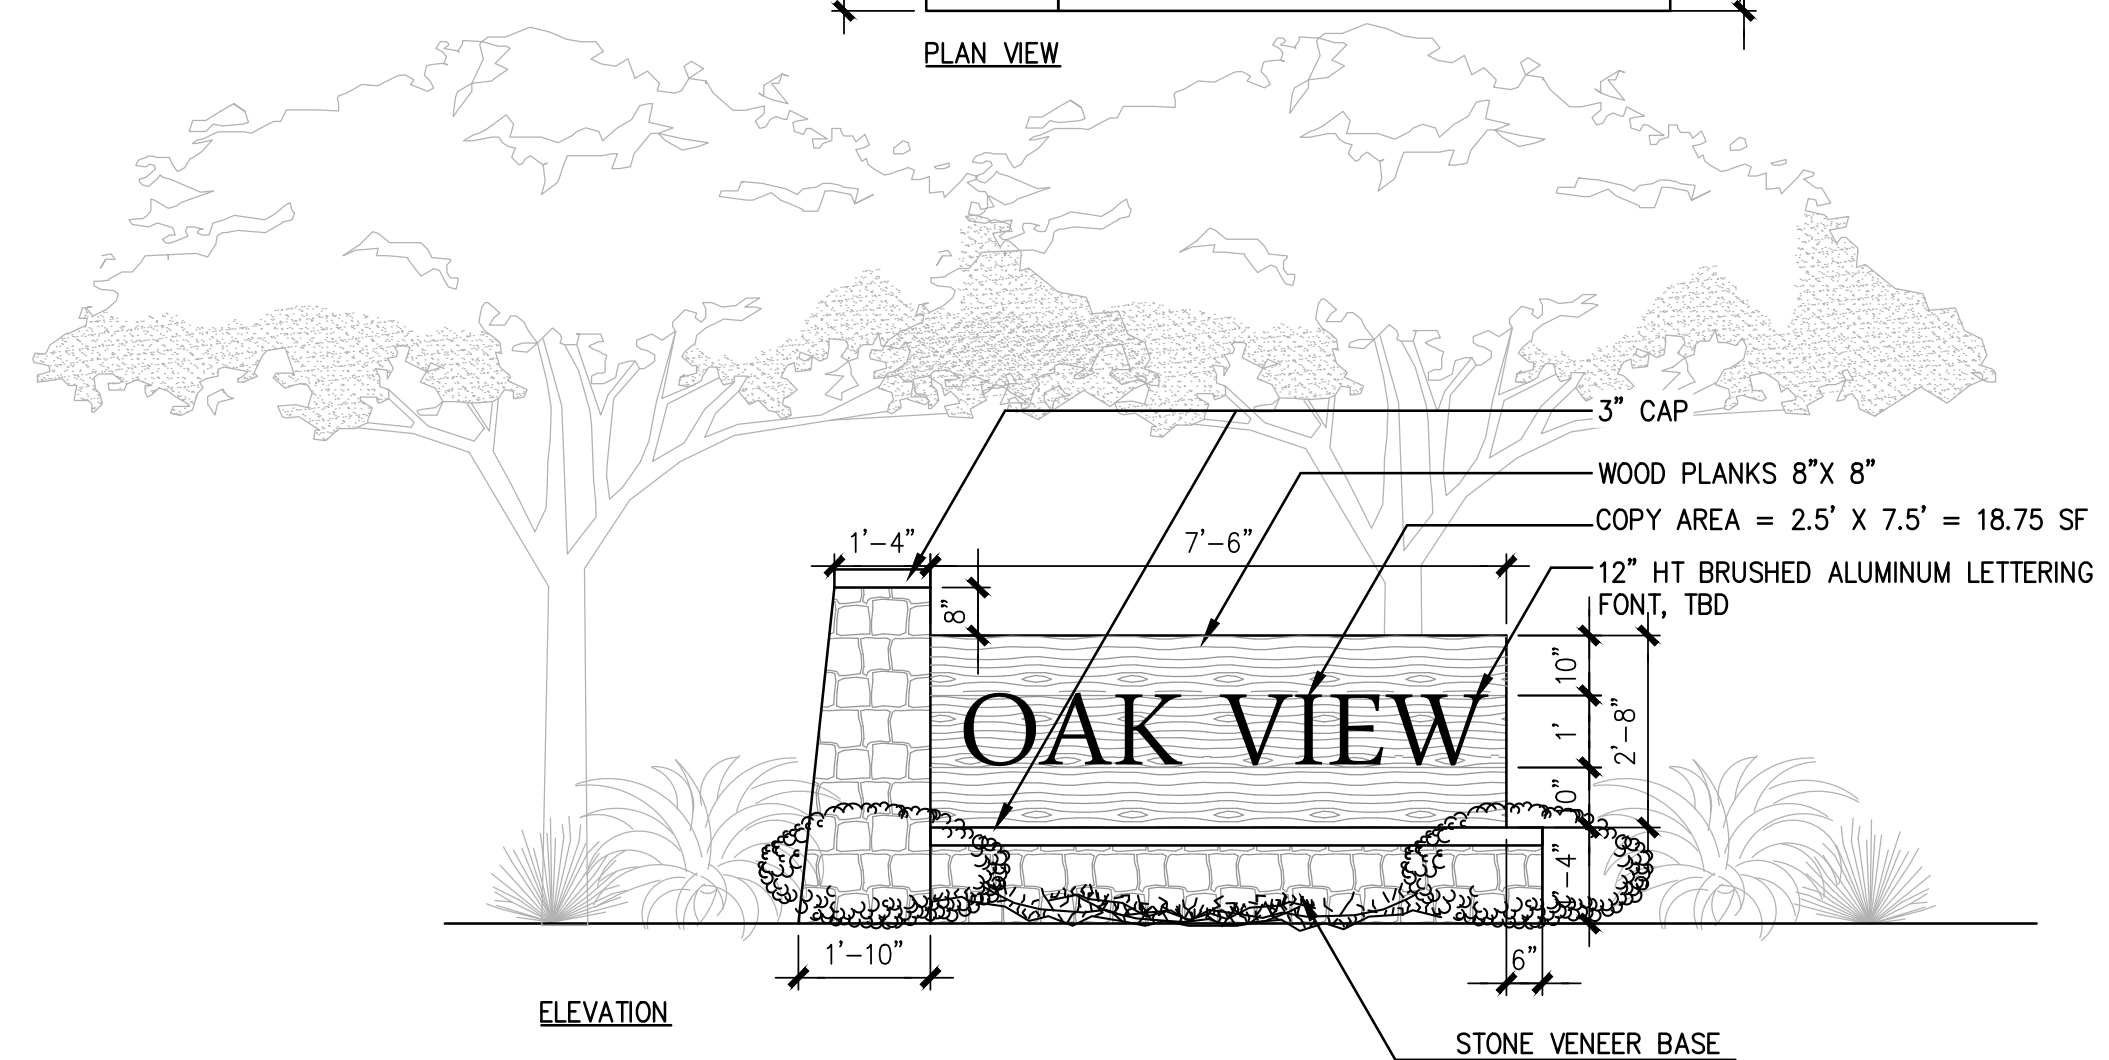 PLAN VIEW
3" CAP
WOOD PLANKS 8"X 8"
COPY AREA = 2.5' X 7.5' = 18.75 SF
12" HT BRUSHED ALUMINUM LETTERING
FONT, TBD
1'-4"
7'-6"
8"
10"
1'
2'-8"
OAK VIEW
1'-10"
6"
ELEVATION
STONE VENEER BASE